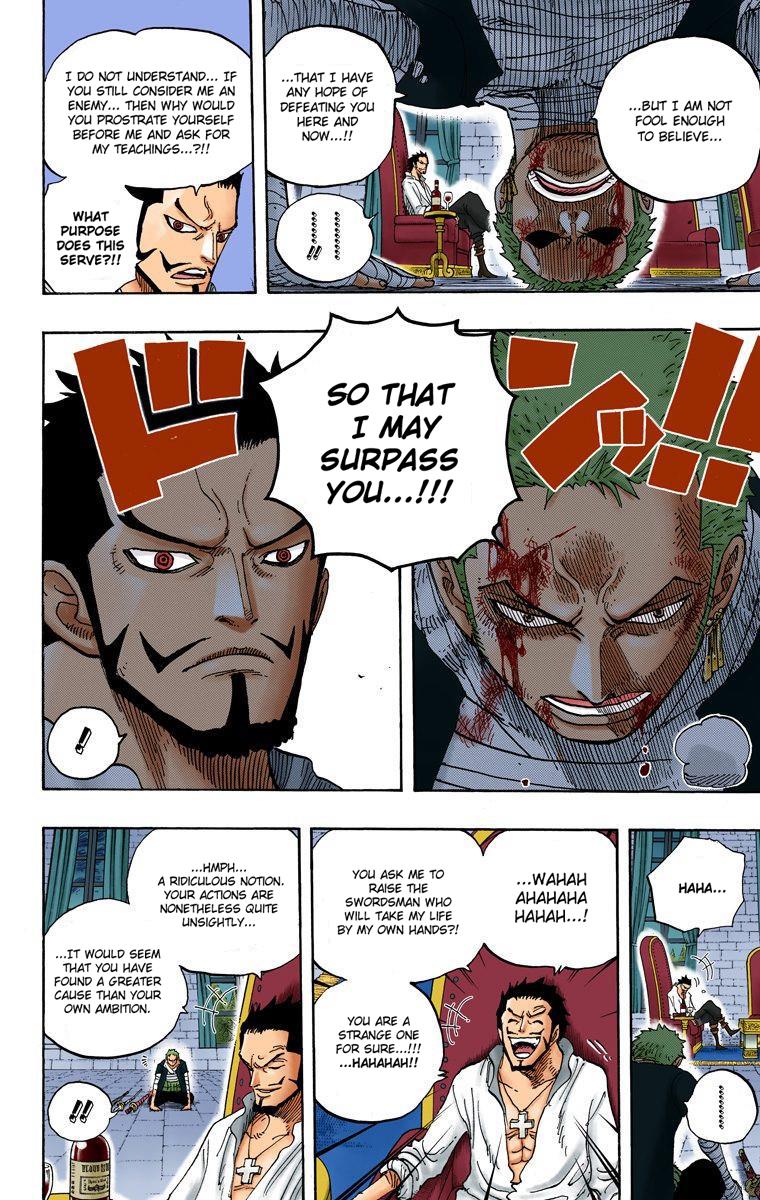 ...BUT I AM NOT
FOOL ENOUGH
TO BELIEVE...
...THAT I HAVE
ANY HOPE OF
DEFEATING YOU
HERE AND
NOW...!!
!!
I DO NOT UNDERSTAND... IF
YOU STILL CONSIDER ME AN
ENEMY... THEN WHY WOULD
YOU PROSTRATE YOURSELF
BEFORE ME AND ASK FOR
MY TEACHINGS...?!!
WHAT
PURPOSE
DOES THIS
SERVE?!!
SO THAT
I MAY
SURPASS
YOU...!!!
ドン!!
!!
HAHA...
...WAHAH
AHAHAHA
HAHAH...!
YOU ASK ME TO
RAISE THE
SWORDSMAN WHO
WILL TAKE MY LIFE
BY MY OWN HANDS?!
YOU ARE A
STRANGE ONE
FOR SURE...!!!
...HAHAHAH!!
...HMPH...
A RIDICULOUS NOTION.
YOUR ACTIONS ARE
NONETHELESS QUITE
UNSIGHTLY...
...IT WOULD SEEM
THAT YOU HAVE
FOUND A GREATER
CAUSE THAN YOUR
OWN AMBITION.
!!